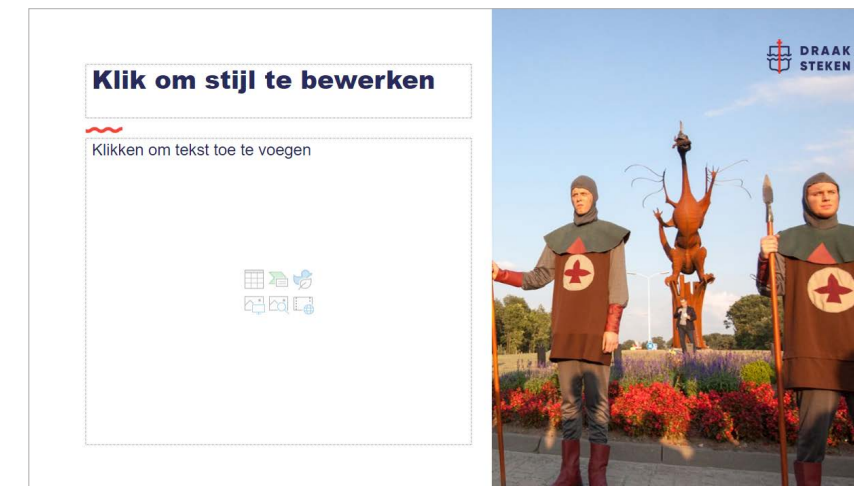 Klik om stijl te bewerken
Klikken om tekst toe te voegen
DRAAK
STEKEN